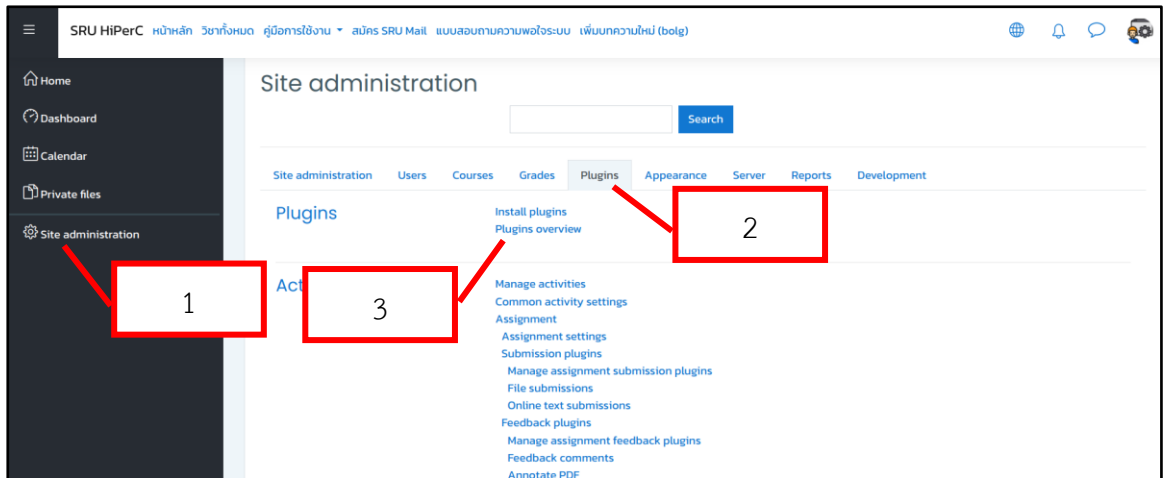 SRU HiPerC หน้าหลัก วิชาทั้งหมด คู่มือการใช้งาน สมัคร SRU Mail แบบสอบถามความพอใจระบบ เพิ่มบทความใหม่ (bolg)
Home
Dashboard
Calendar
Private files
Site administration
Site administration
Search
Site administration Users Courses Grades Plugins Appearance Server Reports Development
Plugins
Install plugins
Plugins overview
1
2
3
Act
Manage activities
Common activity settings
Assignment
Assignment settings
Submission plugins
Manage assignment submission plugins
File submissions
Online text submissions
Feedback plugins
Manage assignment feedback plugins
Feedback comments
Annotate PDF